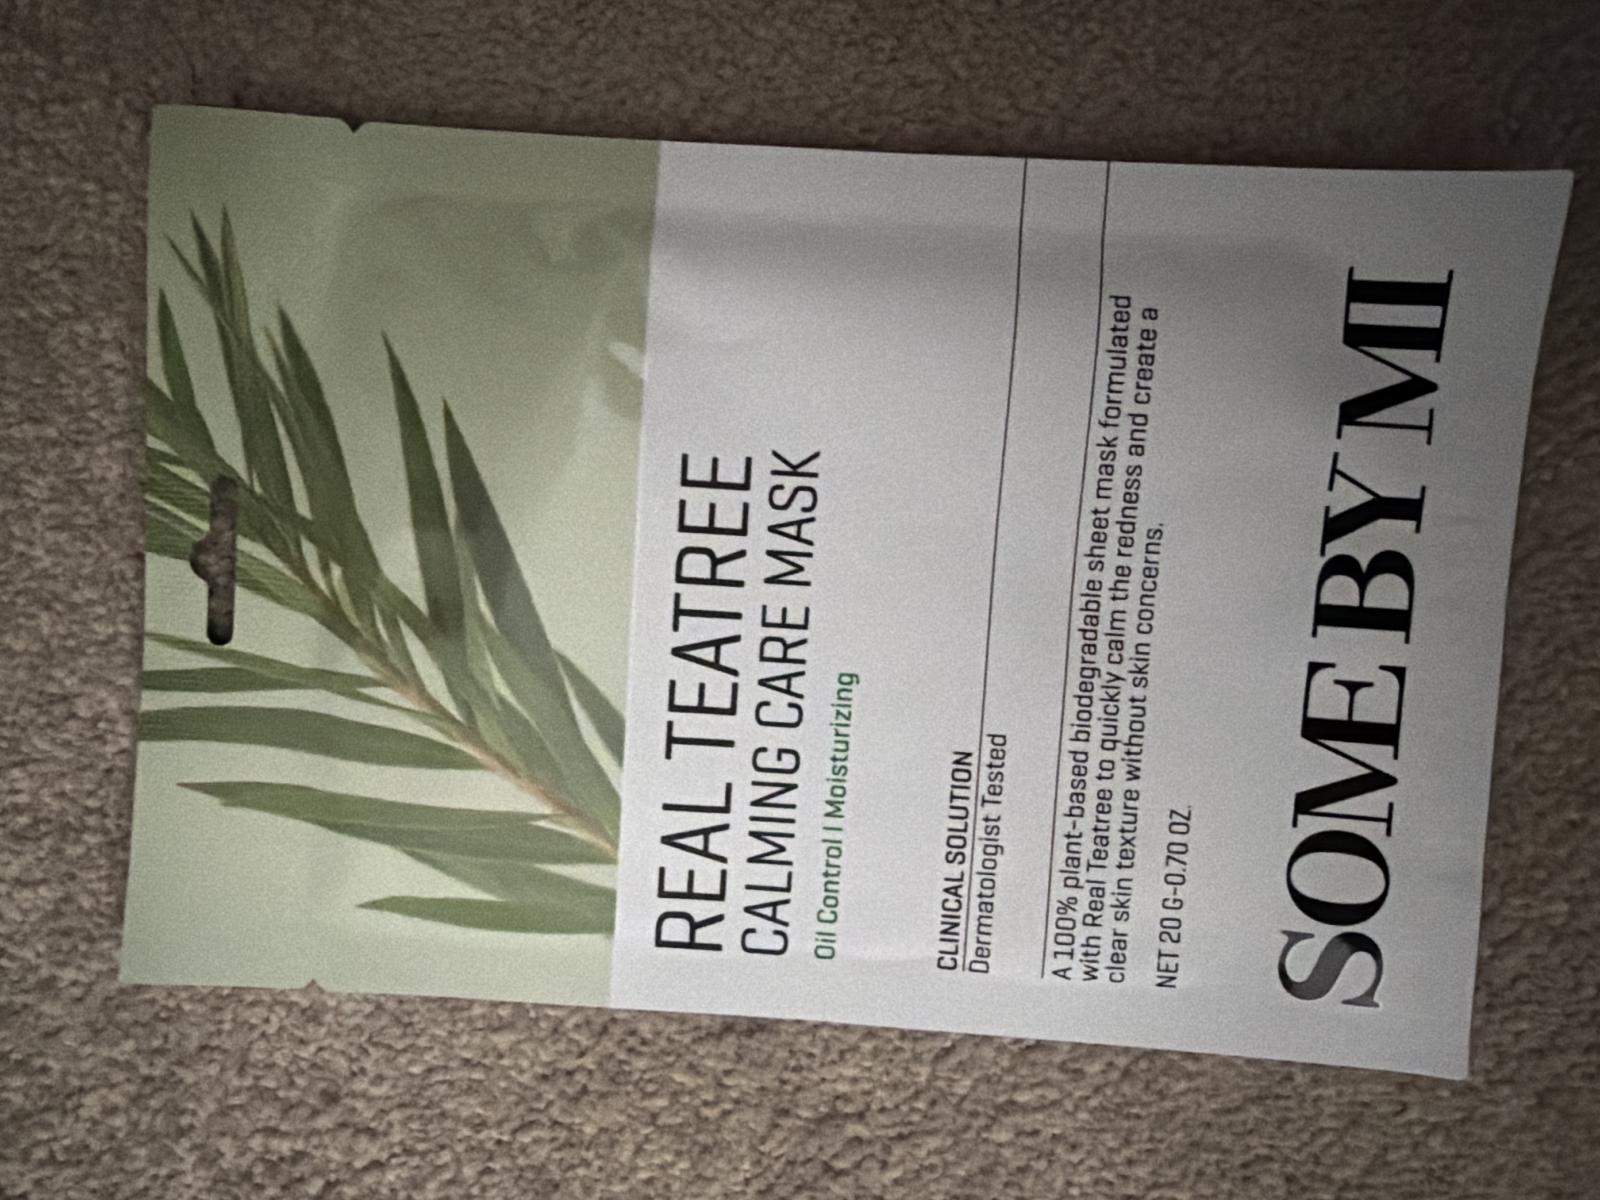 REAL TEATREE
CALMING CARE MASK
Oil Control I Moisturizing
CLINICAL SOLUTION
Dermatologist Tested
A 100% plant-based biodegradable sheet mask formulated
with Real Teatree to quickly calm the redness and create a
clear skin texture without skin concerns.
NET 20 G-0.70 OZ.
SOME BY MI